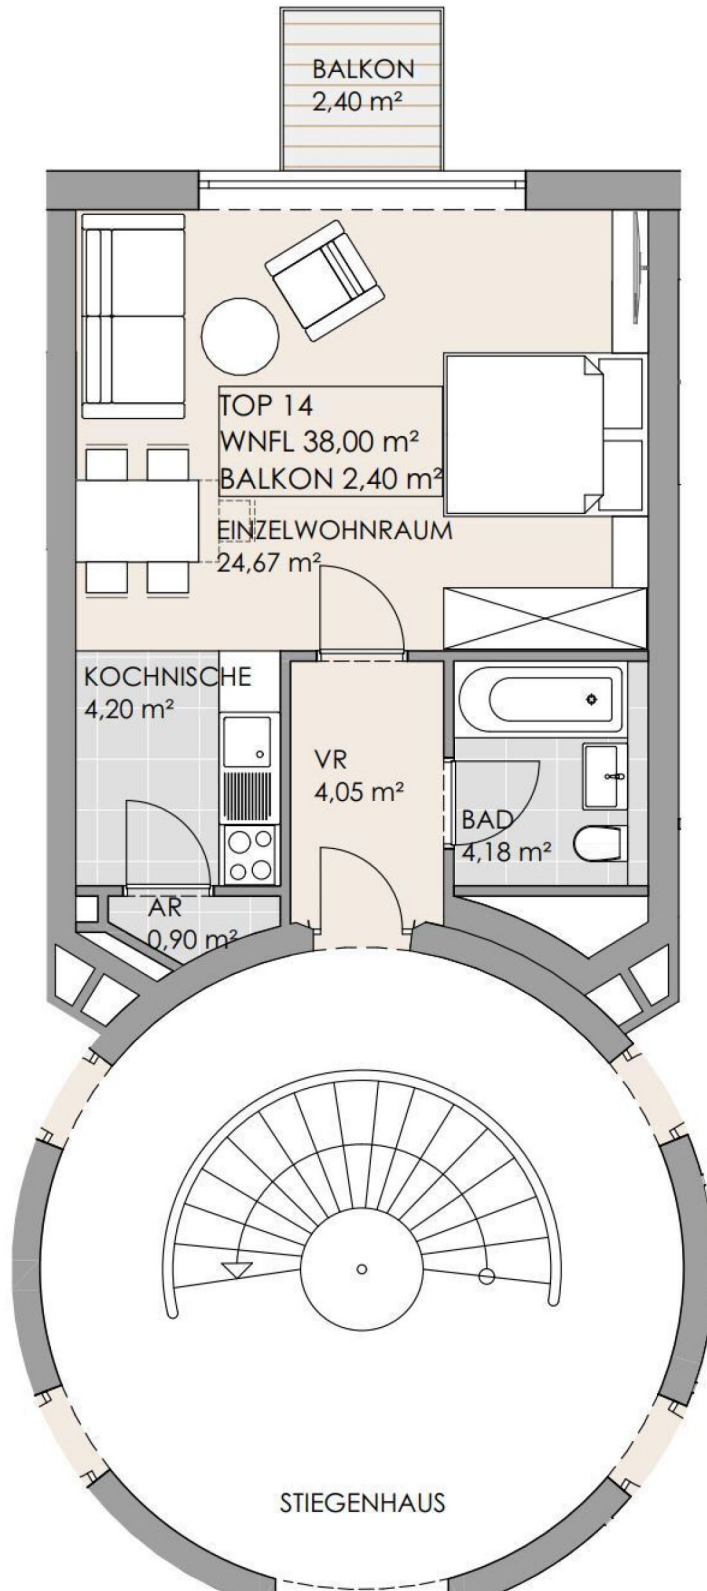 BALKON
2,40 m²
TOP 14
WNFL 38,00 m²
BALKON 2,40 m²
EINZELWOHNRAUM
24,67 m²
KOCHNISCHE
4,20 m²
VR
4,05 m²
BAD
4,18 m²
AR
0,90 m²
STIEGENHAUS